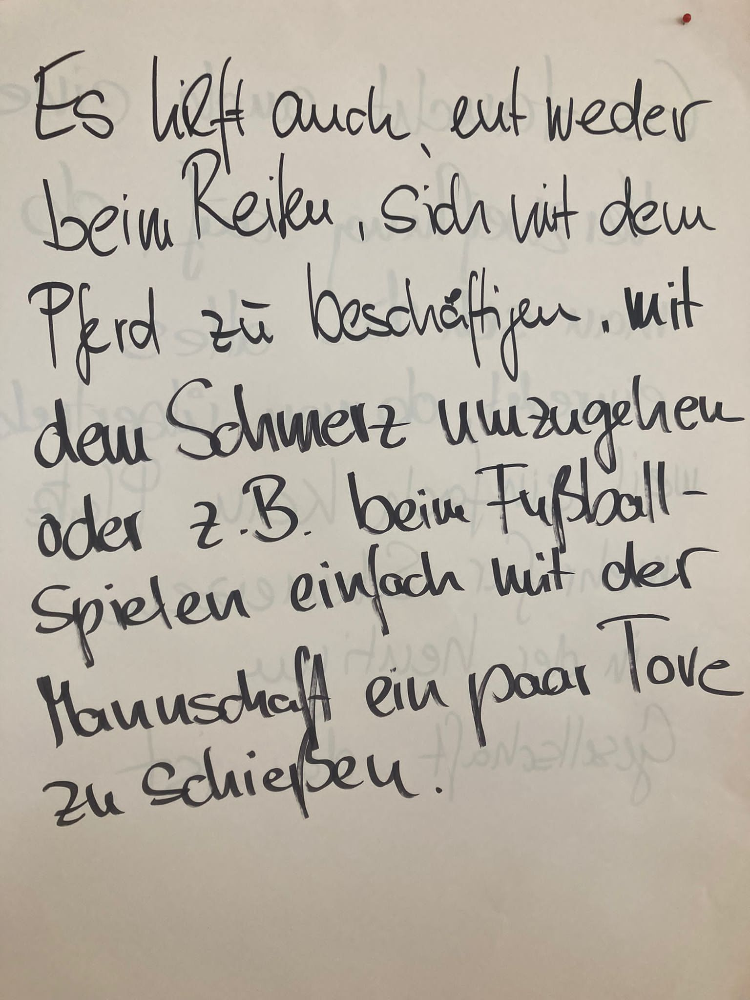 Es hilft auch, entweder
beim Reiten, sich mit dem
Pferd zu beschäftigen, mit
dem Schmerz umzugehen
oder z.B. beim Fußball-
Spielen einfach mit der
Mannschaft ein paar Tore
zu schießen.